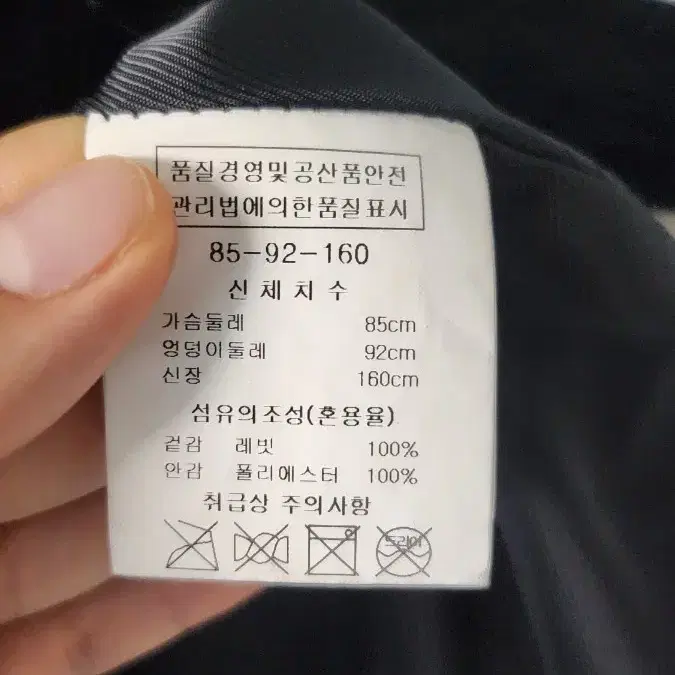 품질경영및공산품안전
관리법에의한품질표시
85-92-160
신체치수
가슴둘레 85cm
엉덩이둘레 92cm
신장 160cm
섬유의조성(혼용율)
겉감 레빗 100%
안감 폴리에스터 100%
취급상 주의사항
드라이